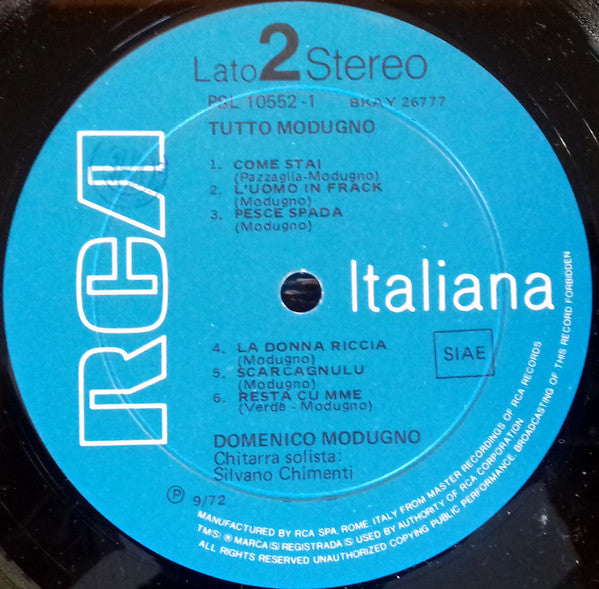 Lato 2 Stereo
PSL 10552-1 BKAY 26777
TUTTO MODUGNO
1. COME STAI
(Pazzaglia-Modugno)
2. L'UOMO IN FRACK
(Modugno)
3. PESCE SPADA
(Modugno)
RCA Italiana
4. LA DONNA RICCIA
(Modugno)
5. SCARCAGNULU
(Modugno)
6. RESTA CU MME
(Verde - Modugno)
SIAE
DOMENICO MODUGNO
Chitarra solista:
Silvano Chimenti
℗ 9/72
MANUFACTURED BY RCA SPA, ROME, ITALY FROM MASTER RECORDINGS OF RCA RECORDS
TM(S) ® MARCA(S) REGISTRADA(S) USED BY AUTHORITY OF RCA CORPORATION
ALL RIGHTS RESERVED UNAUTHORIZED COPYING PUBLIC PERFORMANCE, BROADCASTING OF THIS RECORD FORBIDDEN